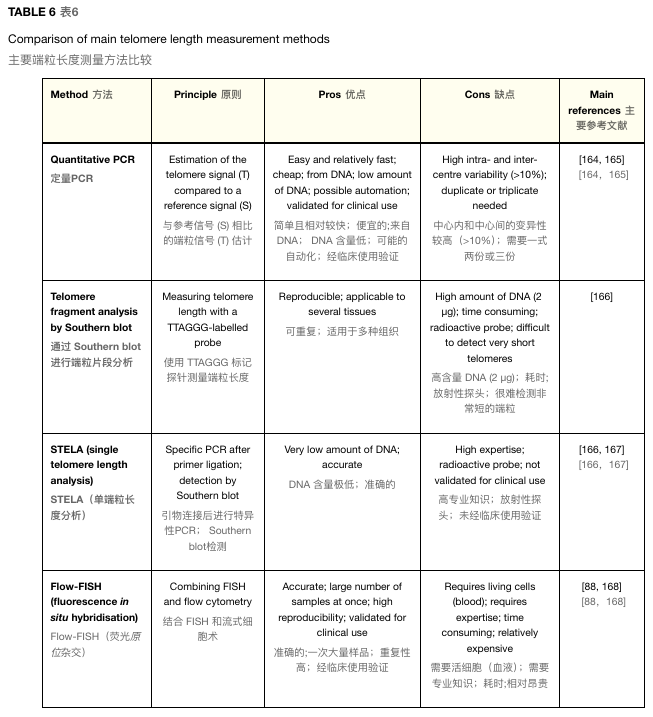 TABLE 6 表6
Comparison of main telomere length measurement methods
主要端粒长度测量方法比较
Method 方法
Principle 原则
Pros 优点
Cons 缺点
Main
references 主
要参考文献
Quantitative PCR
定量PCR
Estimation of the
telomere signal (T)
compared to a
reference signal (S)
与参考信号 (S) 相比
的端粒信号 (T) 估计
Easy and relatively fast;
cheap; from DNA; low amount
of DNA; possible automation;
validated for clinical use
简单且相对较快； 便宜的;来自
DNA； DNA 含量低；可能的
自动化；经临床使用验证
High intra- and inter-
centre variability (>10%);
duplicate or triplicate
needed
中心内和中心间的变异性
较高（>10%)；需要一式
两份或三份
[164, 165]
[164，165]
Telomere
fragment analysis
by Southern blot
通过 Southern blot
进行端粒片段分析
Measuring telomere
length with a
TTAGGG-labelled
probe
使用 TTAGGG 标记
探针测量端粒长度
Reproducible; applicable to
several tissues
可重复；适用于多种组织
High amount of DNA (2
μg); time consuming;
radioactive probe; difficult
to detect very short
telomeres
高含量 DNA (2 μg)；耗时;
放射性探头；很难检测非
常短的端粒
[166]
STELA (single
telomere length
analysis)
STELA（单端粒长
度分析）
Specific PCR after
primer ligation;
detection by
Southern blot
引物连接后进行特异
性PCR； Southern
blot检测
Very low amount of DNA;
accurate
DNA 含量极低；准确的
High expertise;
radioactive probe; not
validated for clinical use
高专业知识；放射性探
头；未经临床使用验证
[166, 167]
[166，167]
Flow-FISH
(fluorescence in
situ hybridisation)
Flow-FISH（荧光原
位杂交）
Combining FISH
and flow cytometry
结合 FISH 和流式细
胞术
Accurate; large number of
samples at once; high
reproducibility; validated for
clinical use
准确的;一次大量样品；重复性
高；经临床使用验证
Requires living cells
(blood); requires
expertise; time
consuming; relatively
expensive
需要活细胞（血液)；需要
专业知识；耗时;相对昂贵
[88, 168]
[88，168]